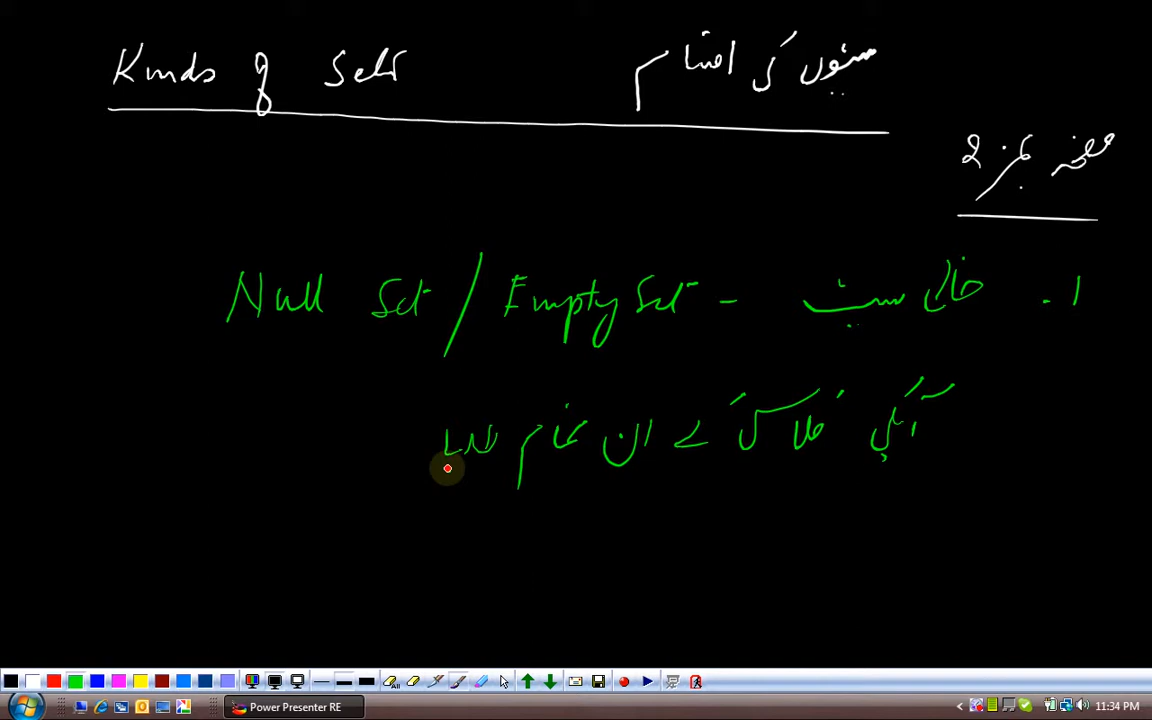 Kinds of Sets سیٹوں کی اقسام
صفحہ نمبر 2
Null Set / Empty Set - خالی سیٹ .1
آپکی کلاس کے ان تمام
Power Presenter RE
11:34 PM